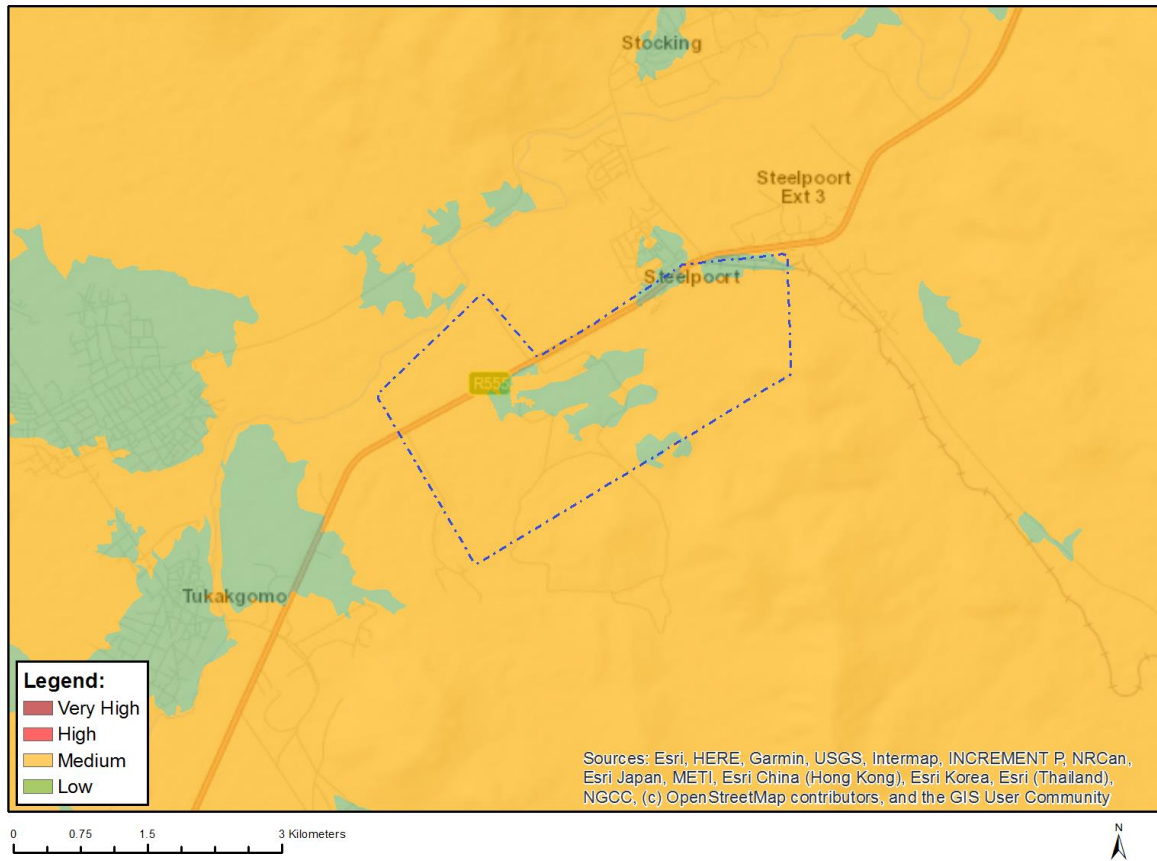 Stocking
Steelpoort
Ext 3
Steelpoort
R555
Tukakgomo
Legend:
Very High
High
Medium
Low
Sources: Esri, HERE, Garmin, USGS, Intermap, INCREMENT P, NRCan,
Esri Japan, METI, Esri China (Hong Kong), Esri Korea, Esri (Thailand),
NGCC, (c) OpenStreetMap contributors, and the GIS User Community
0 0.75 1.5 3 Kilometers
N